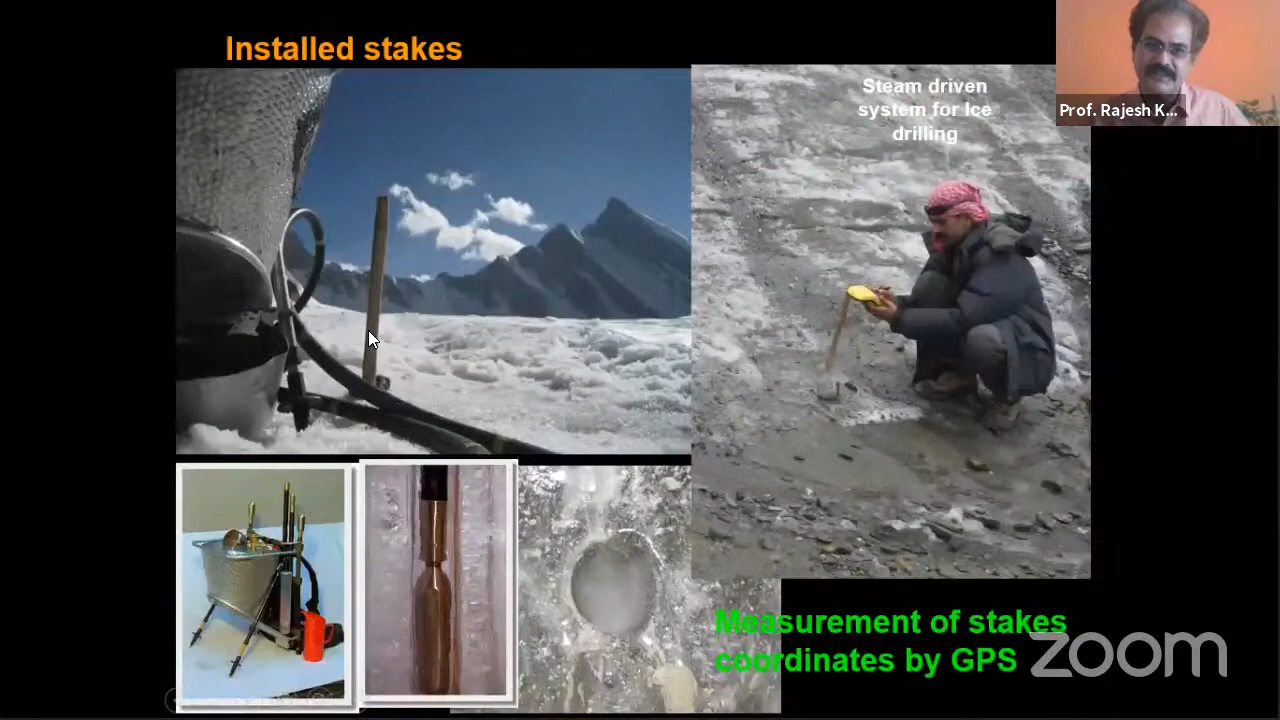 Installed stakes
Steam driven
system for Ice
drilling
Prof. Rajesh K...
Measurement of stakes
coordinates by GPS
zoom